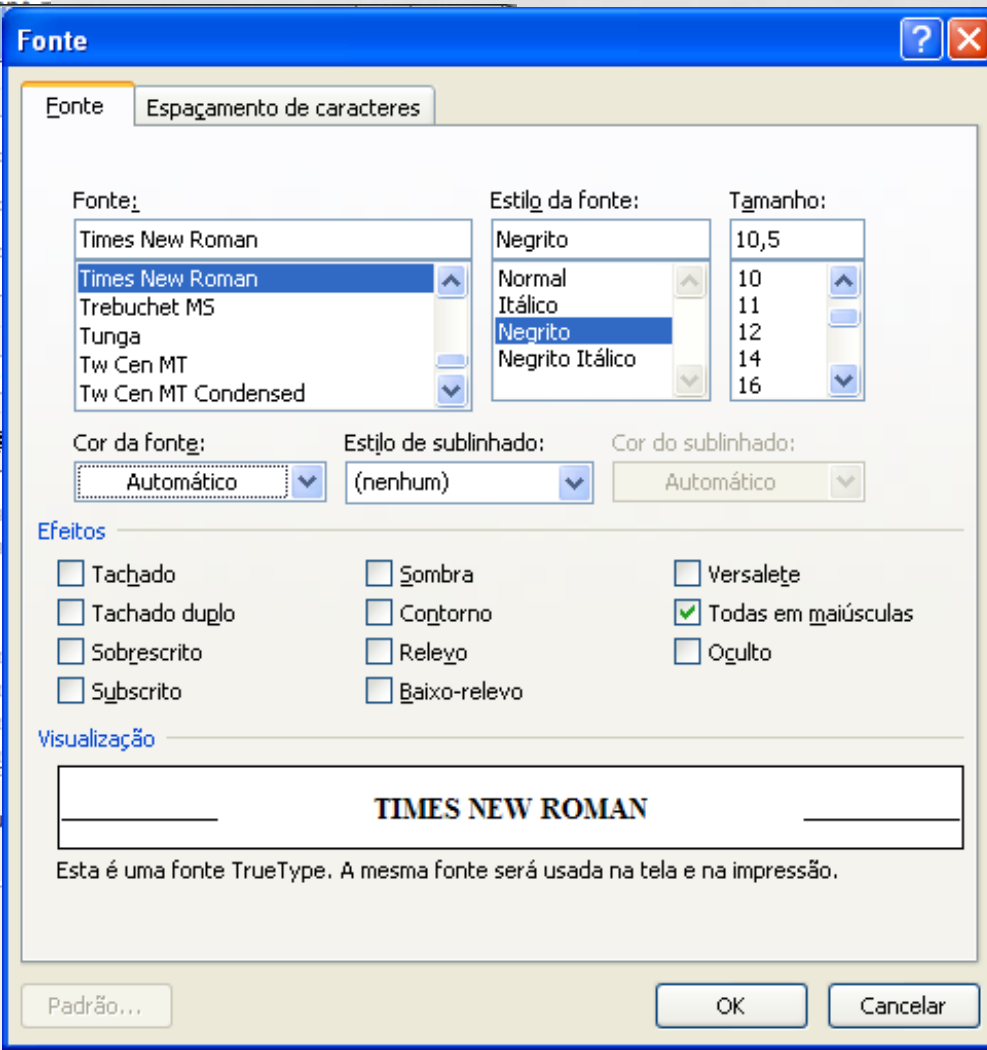 Fonte
Fonte
Espaçamento de caracteres
Fonte:
Estilo da fonte:
Tamanho:
Times New Roman
Negrito
10,5
Times New Roman
Trebuchet MS
Tunga
Tw Cen MT
Tw Cen MT Condensed
Normal
Itálico
Negrito
Negrito Itálico
10
11
12
14
16
Cor da fonte:
Estilo de sublinhado:
Cor do sublinhado:
Automático
(nenhum)
Automático
Efeitos
Tachado
Sombra
Versalete
Tachado duplo
Contorno
Todas em maiúsculas
Sobrescrito
Relevo
Oculto
Subscrito
Baixo-relevo
Visualização
TIMES NEW ROMAN
Esta é uma fonte TrueType. A mesma fonte será usada na tela e na impressão.
Padrão...
OK
Cancelar